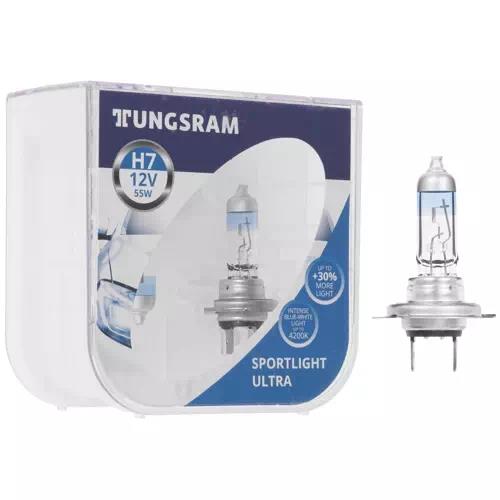 TUNGSRAM
H7
12V
55W
UP TO
+30%
MORE
LIGHT
INTENSE
BLUE-WHITE
LIGHT
UP TO
4200K
SPORTLIGHT
ULTRA